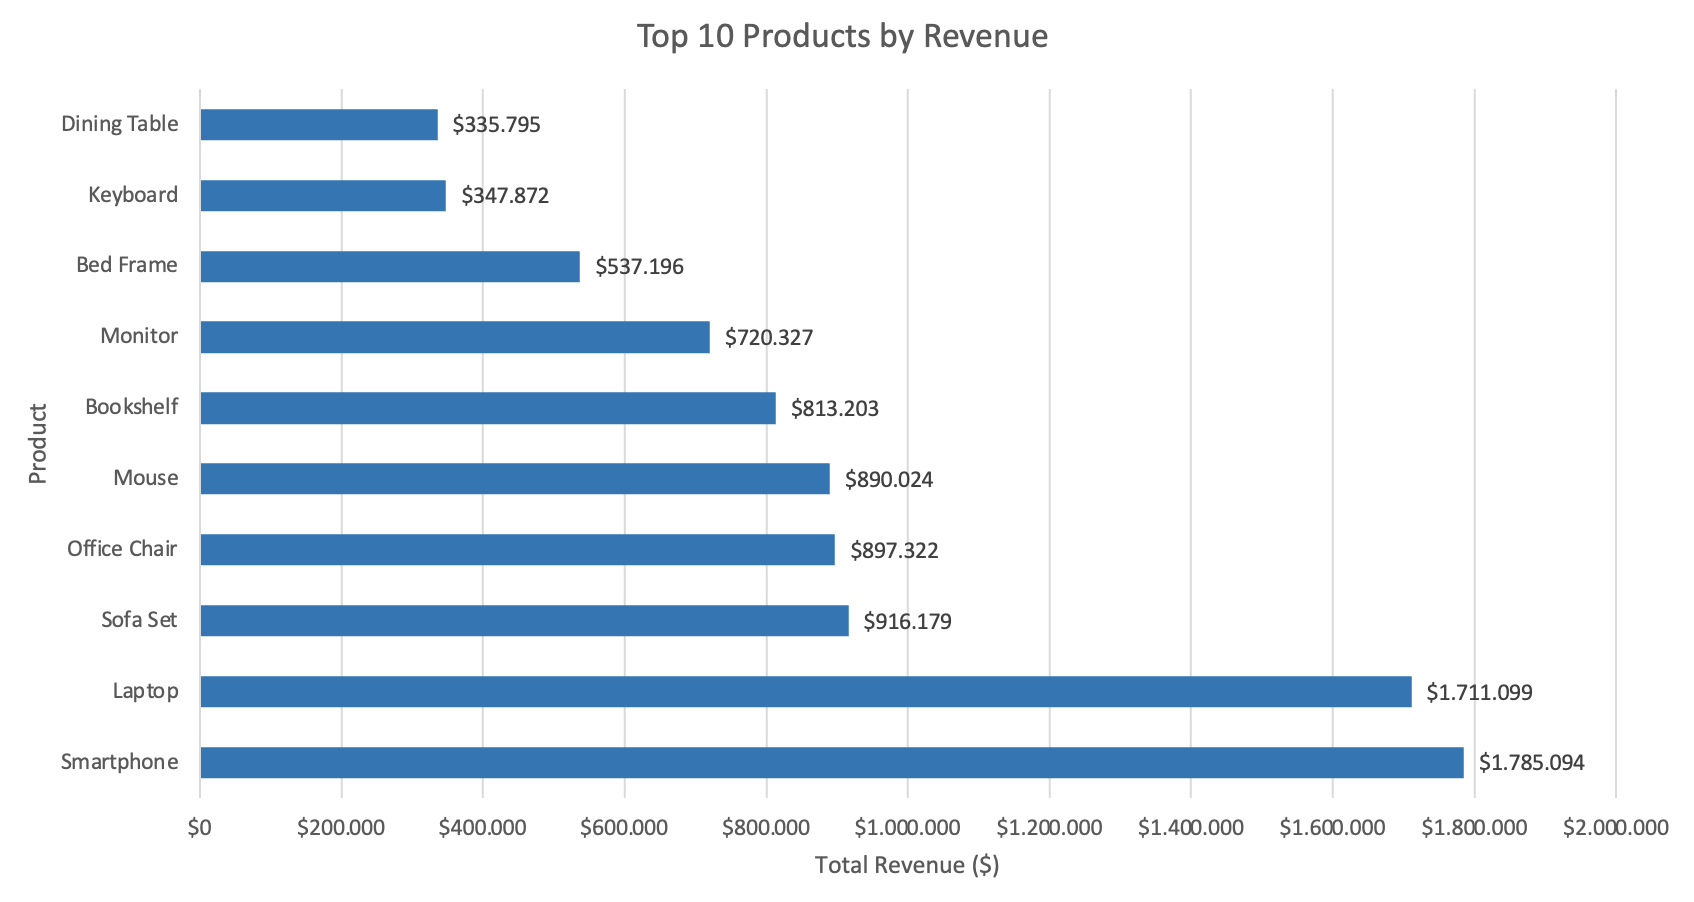 Top 10 Products by Revenue
Dining Table $335.795
Keyboard $347.872
Bed Frame $537.196
Monitor $720.327
Bookshelf $813.203
Mouse $890.024
Office Chair $897.322
Sofa Set $916.179
Laptop $1.711.099
Smartphone $1.785.094
Product
$0 $200.000 $400.000 $600.000 $800.000 $1.000.000 $1.200.000 $1.400.000 $1.600.000 $1.800.000 $2.000.000
Total Revenue ($)